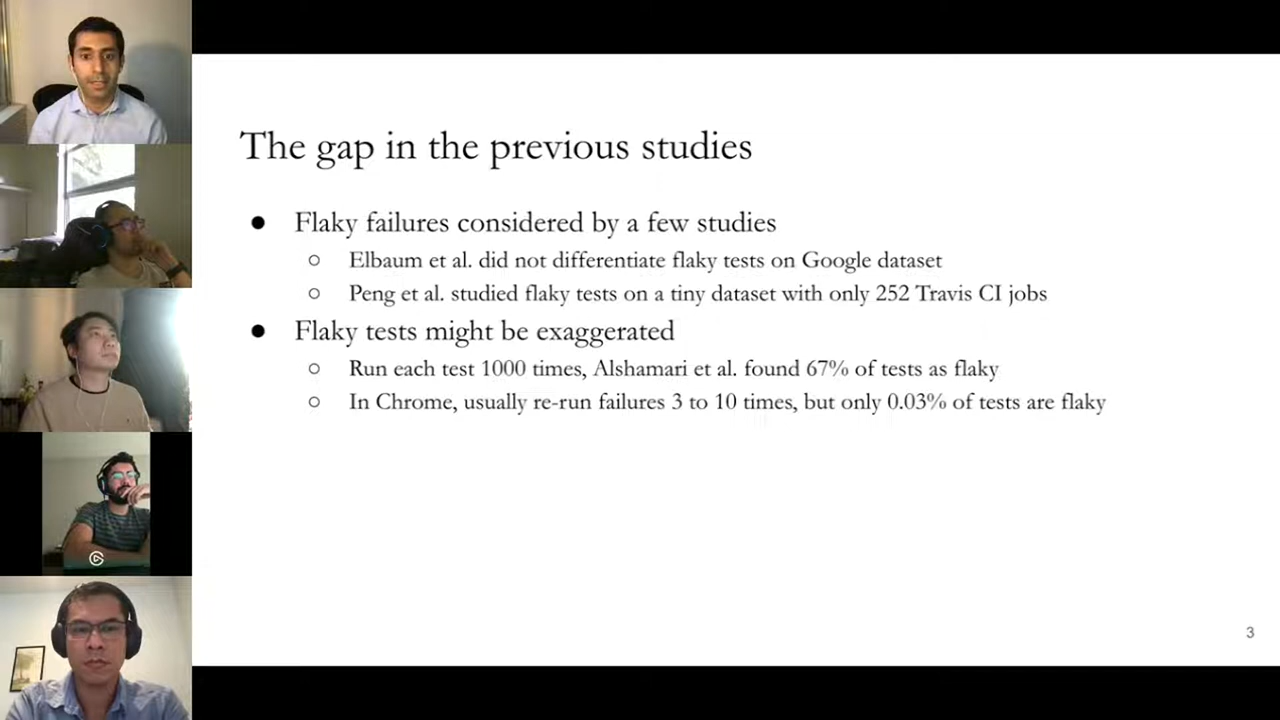 The gap in the previous studies
● Flaky failures considered by a few studies
○ Elbaum et al. did not differentiate flaky tests on Google dataset
○ Peng et al. studied flaky tests on a tiny dataset with only 252 Travis CI jobs
● Flaky tests might be exaggerated
○ Run each test 1000 times, Alshamari et al. found 67% of tests as flaky
○ In Chrome, usually re-run failures 3 to 10 times, but only 0.03% of tests are flaky
3